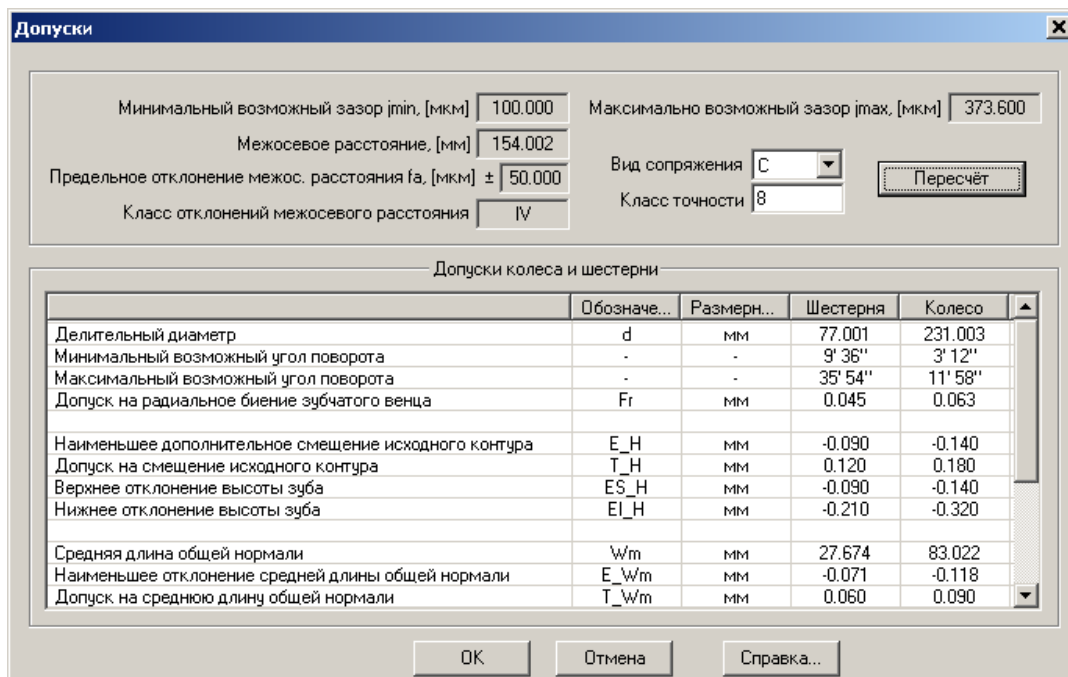 Допуски
Минимальный возможный зазор jmin, [мкм] 100.000 Максимально возможный зазор jmax, [мкм] 373.600
Межосевое расстояние, [мм] 154.002
Вид сопряжения C
Предельное отклонение межос. расстояния fa, [мкм] ± 50.000
Пересчёт
Класс точности 8
Класс отклонений межосевого расстояния IV
Допуски колеса и шестерни
Обозначе... Размерн... Шестерня Колесо
Делительный диаметр d мм 77.001 231.003
Минимальный возможный угол поворота - - 9' 36'' 3' 12''
Максимальный возможный угол поворота - - 35' 54'' 11' 58''
Допуск на радиальное биение зубчатого венца Fr мм 0.045 0.063
Наименьшее дополнительное смещение исходного контура E_H мм -0.090 -0.140
Допуск на смещение исходного контура T_H мм 0.120 0.180
Верхнее отклонение высоты зуба ES_H мм -0.090 -0.140
Нижнее отклонение высоты зуба EI_H мм -0.210 -0.320
Средняя длина общей нормали Wm мм 27.674 83.022
Наименьшее отклонение средней длины общей нормали E_Wm мм -0.071 -0.118
Допуск на среднюю длину общей нормали T_Wm мм 0.060 0.090
OK Отмена Справка...